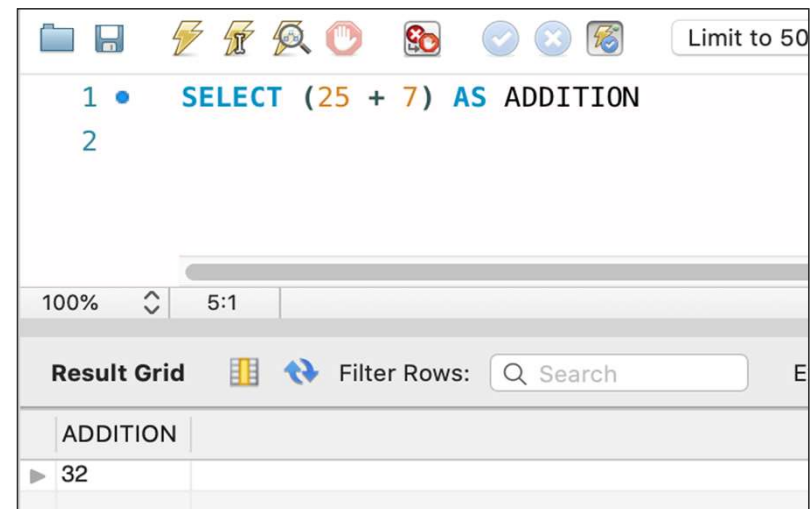 Limit to 50
1 SELECT (25 + 7) AS ADDITION
2
100% 5:1
Result Grid Filter Rows: Search E
ADDITION
32